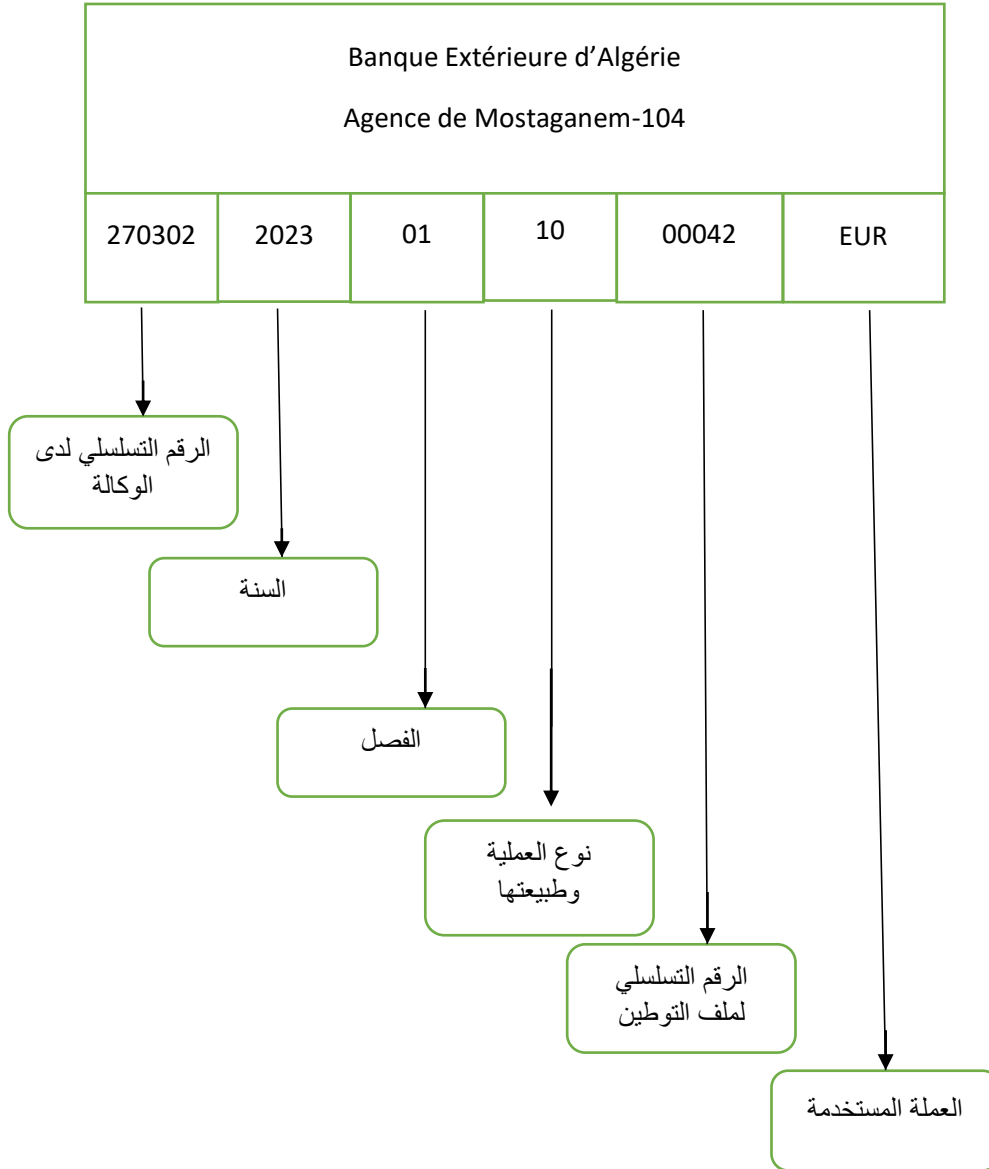 Banque Extérieure d’Algérie
Agence de Mostaganem-104
270302 2023 01 10 00042 EUR
الرقم التسلسلي لدى
الوكالة
السنة
الفصل
نوع العملية
وطبيعتها
الرقم التسلسلي
لملف التوطين
العملة المستخدمة